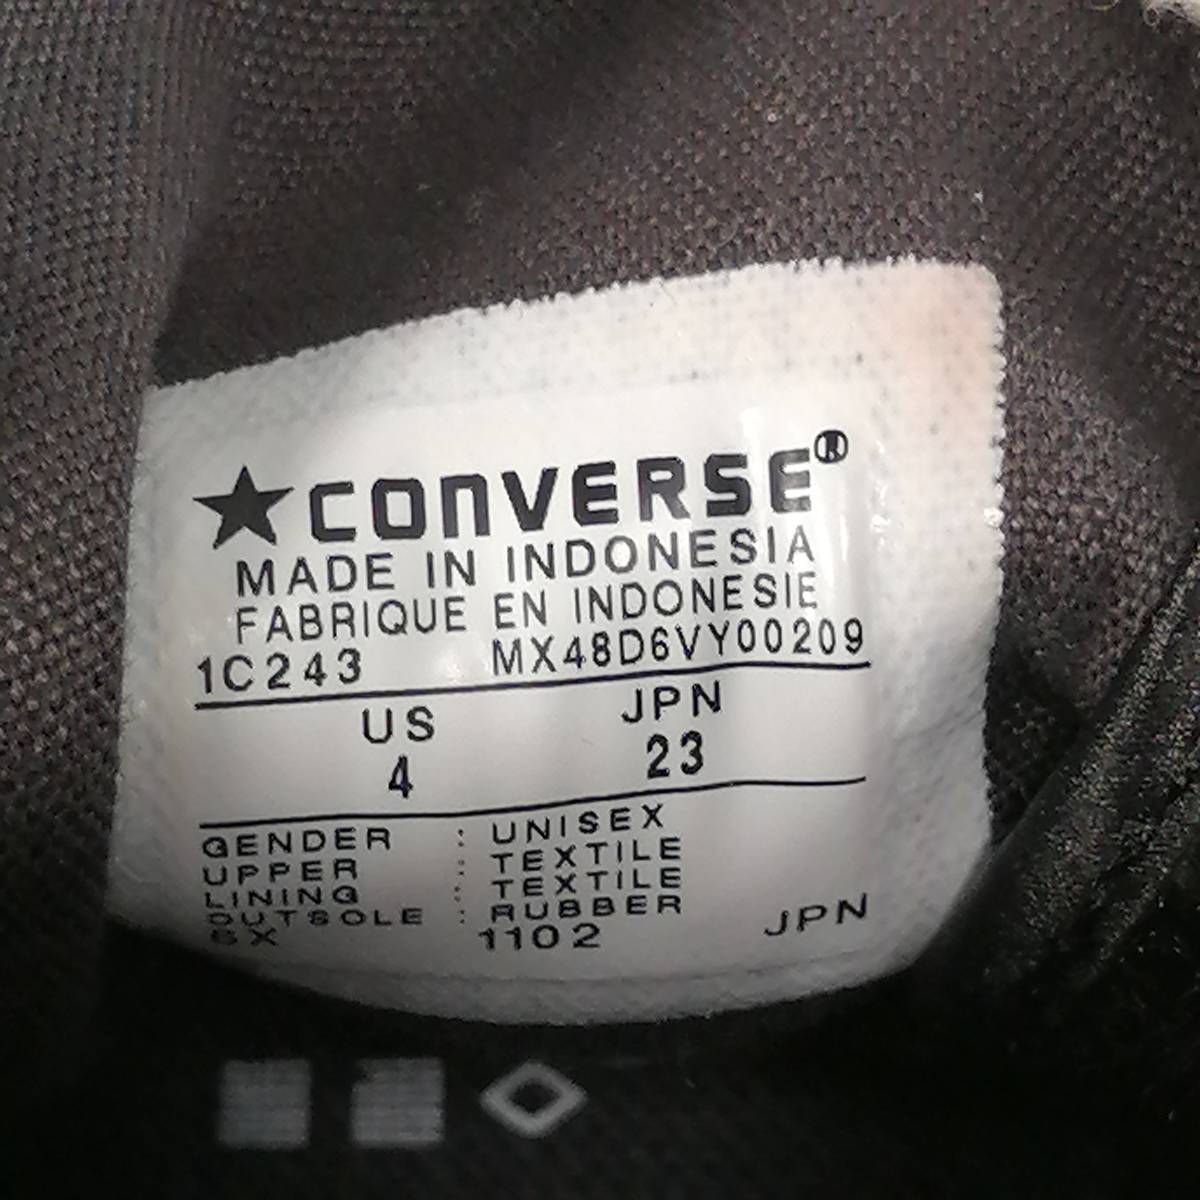 ★CONVERSE®
MADE IN INDONESIA
FABRIQUE EN INDONESIE
1C243 MX48D6VY00209
US JPN
4 23
GENDER : UNISEX
UPPER : TEXTILE
LINING : TEXTILE
OUTSOLE : RUBBER
SX 1102 JPN